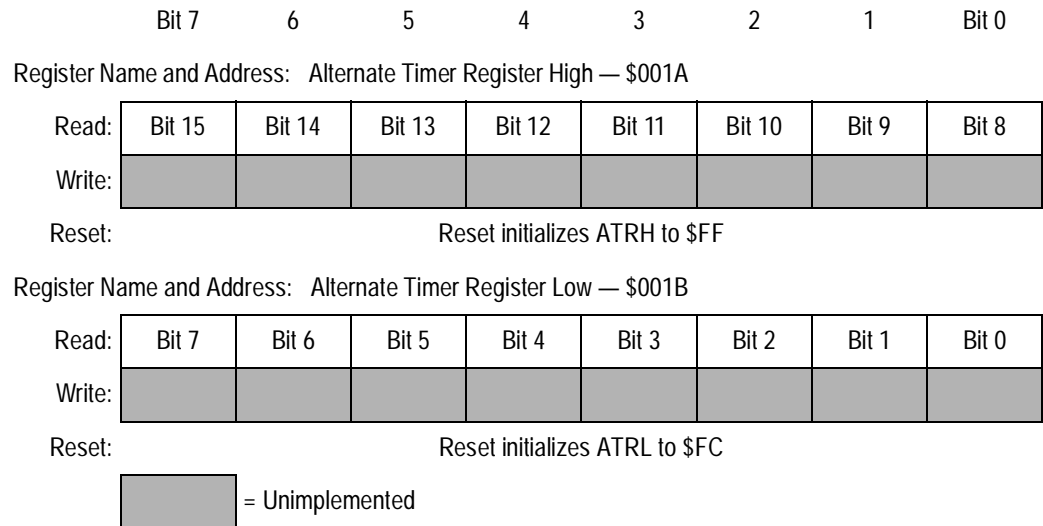 Bit 7 6 5 4 3 2 1 Bit 0
Register Name and Address: Alternate Timer Register High — $001A
Read: Bit 15 Bit 14 Bit 13 Bit 12 Bit 11 Bit 10 Bit 9 Bit 8
Write:
Reset: Reset initializes ATRH to $FF
Register Name and Address: Alternate Timer Register Low — $001B
Read: Bit 7 Bit 6 Bit 5 Bit 4 Bit 3 Bit 2 Bit 1 Bit 0
Write:
Reset: Reset initializes ATRL to $FC
= Unimplemented